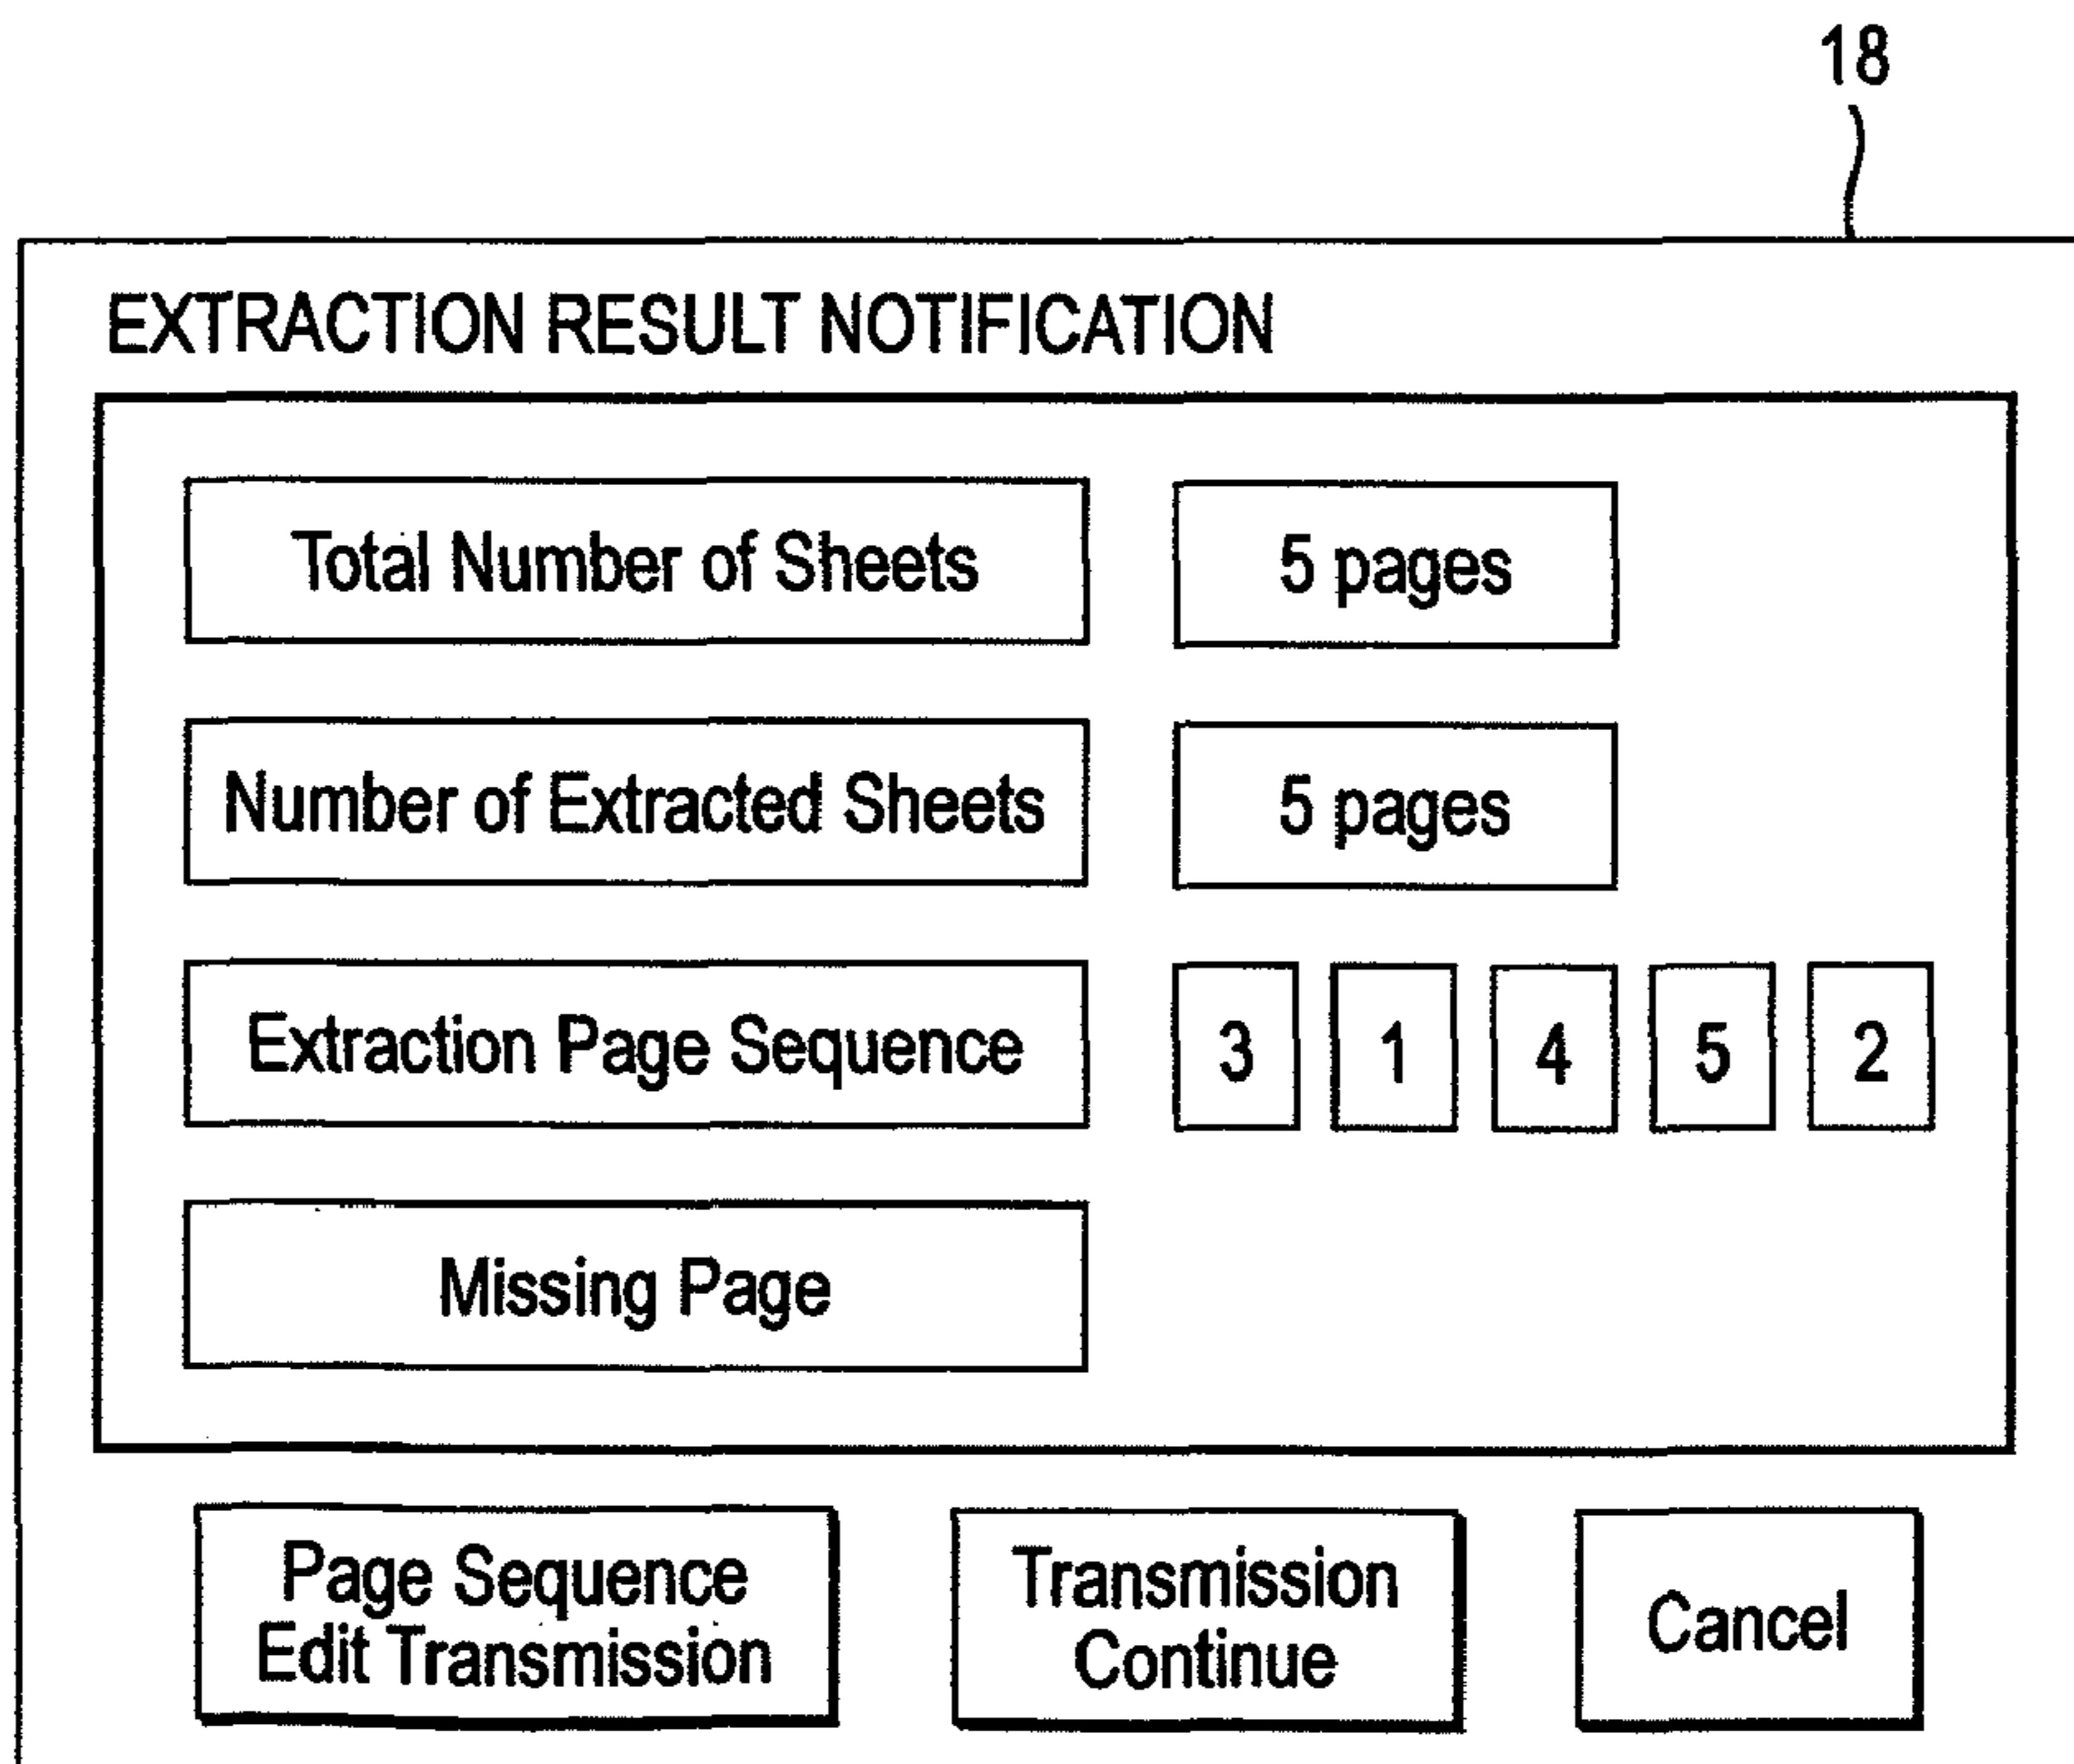 18
EXTRACTION RESULT NOTIFICATION
Total Number of Sheets 5 pages
Number of Extracted Sheets 5 pages
Extraction Page Sequence 3 1 4 5 2
Missing Page
Page Sequence
Edit Transmission
Transmission
Continue
Cancel